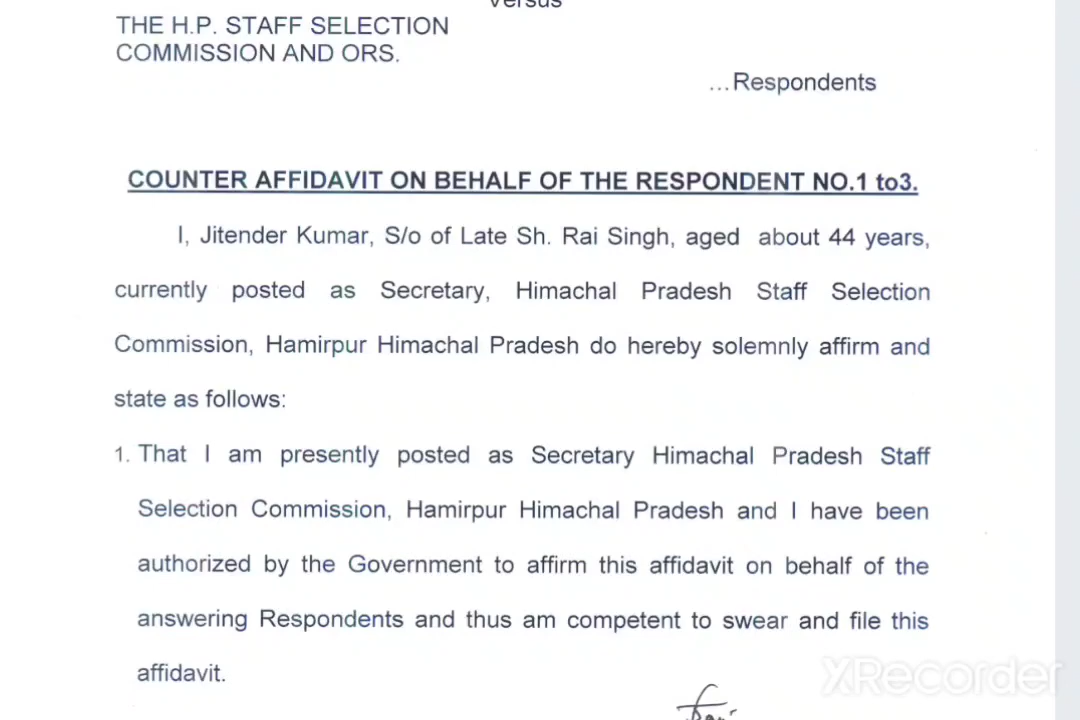 versus
THE H.P. STAFF SELECTION
COMMISSION AND ORS.
...Respondents
COUNTER AFFIDAVIT ON BEHALF OF THE RESPONDENT NO.1 to3.
I, Jitender Kumar, S/o of Late Sh. Rai Singh, aged about 44 years,
currently posted as Secretary, Himachal Pradesh Staff Selection
Commission, Hamirpur Himachal Pradesh do hereby solemnly affirm and
state as follows:
1. That I am presently posted as Secretary Himachal Pradesh Staff
Selection Commission, Hamirpur Himachal Pradesh and I have been
authorized by the Government to affirm this affidavit on behalf of the
answering Respondents and thus am competent to swear and file this
affidavit.
XRecorder